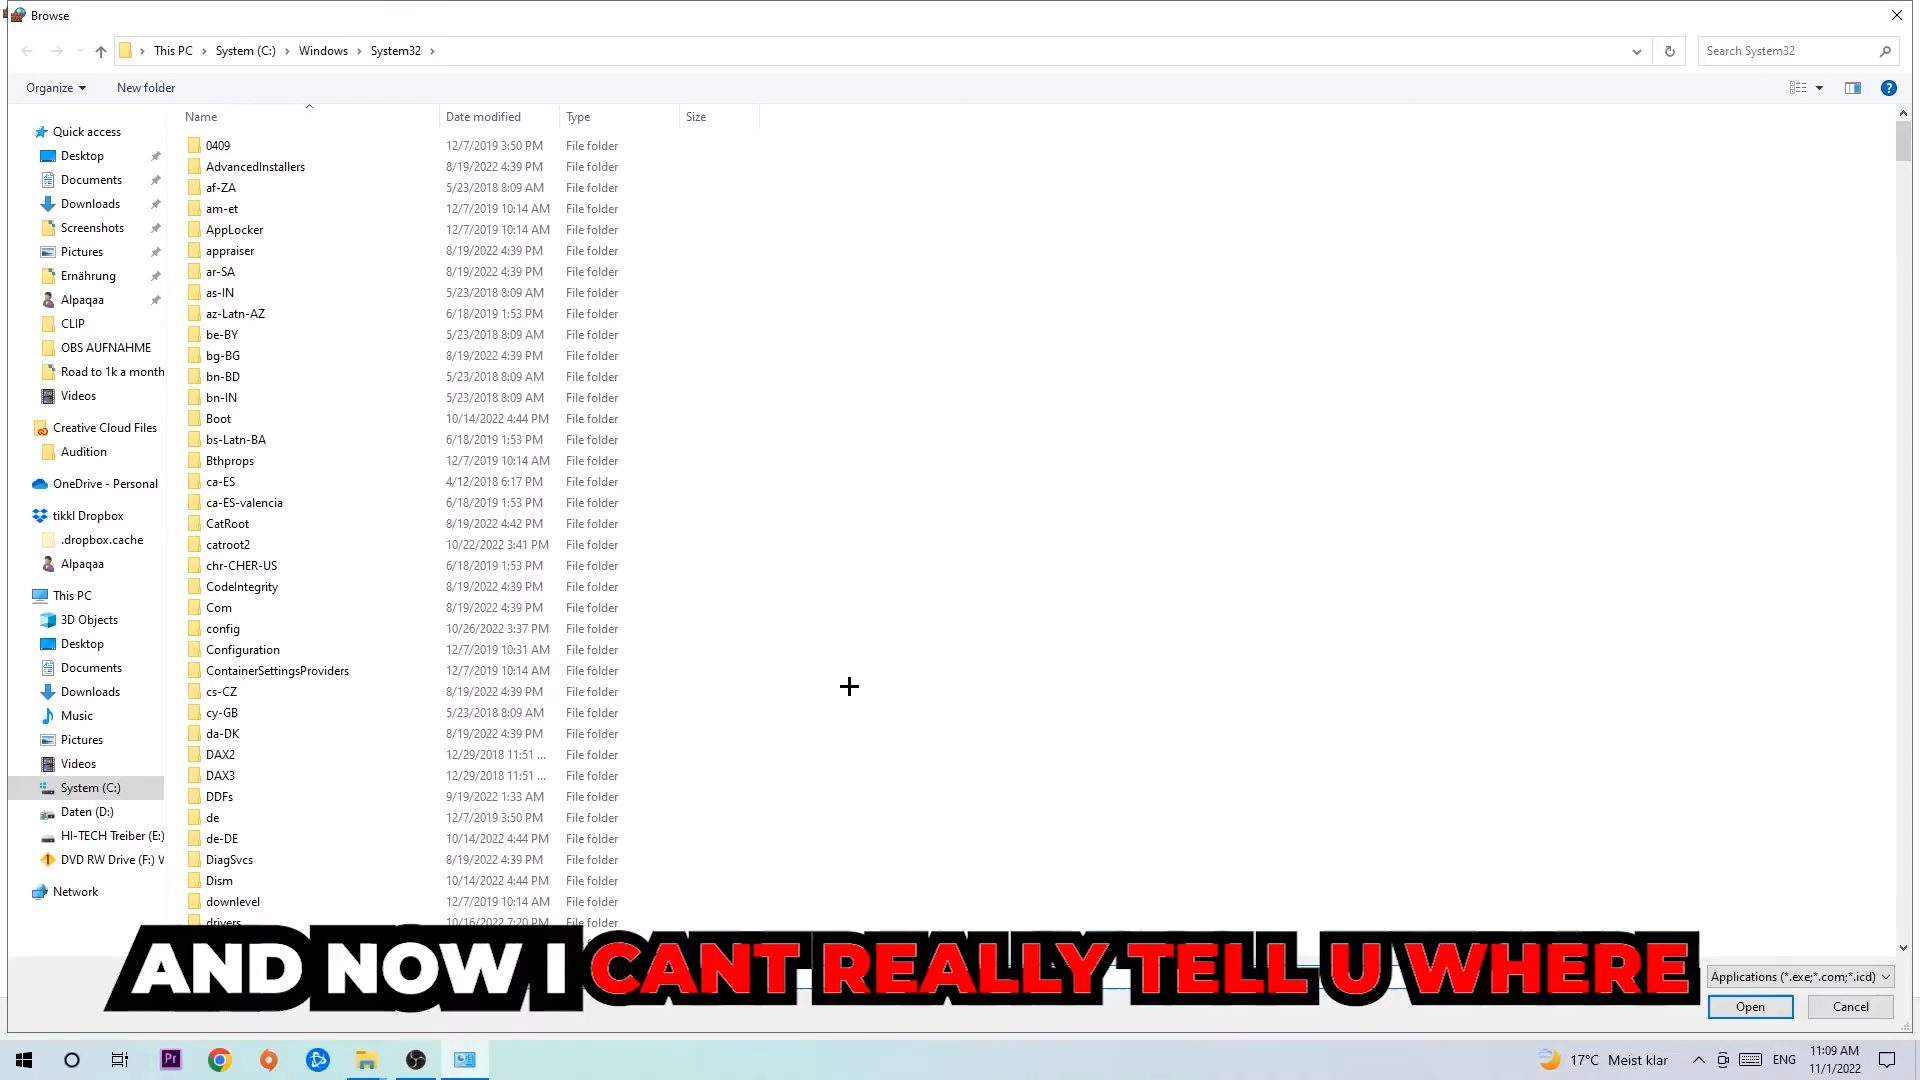 Browse
This PC > System (C:) > Windows > System32 >
Search System32
Organize
New folder
Name Date modified Type Size
Quick access
Desktop
Documents
Downloads
Screenshots
Pictures
Ernährung
Alpaqaa
CLIP
OBS AUFNAHME
Road to 1k a month
Videos
Creative Cloud Files
Audition
OneDrive - Personal
tikkl Dropbox
.dropbox.cache
Alpaqaa
This PC
3D Objects
Desktop
Documents
Downloads
Music
Pictures
Videos
System (C:)
Daten (D:)
HI-TECH Treiber (E:)
DVD RW Drive (F:) V
Network
0409 12/7/2019 3:50 PM File folder
AdvancedInstallers 8/19/2022 4:39 PM File folder
af-ZA 5/23/2018 8:09 AM File folder
am-et 12/7/2019 10:14 AM File folder
AppLocker 12/7/2019 10:14 AM File folder
appraiser 8/19/2022 4:39 PM File folder
ar-SA 8/19/2022 4:39 PM File folder
as-IN 5/23/2018 8:09 AM File folder
az-Latn-AZ 6/18/2019 1:53 PM File folder
be-BY 5/23/2018 8:09 AM File folder
bg-BG 8/19/2022 4:39 PM File folder
bn-BD 5/23/2018 8:09 AM File folder
bn-IN 5/23/2018 8:09 AM File folder
Boot 10/14/2022 4:44 PM File folder
bs-Latn-BA 6/18/2019 1:53 PM File folder
Bthprops 12/7/2019 10:14 AM File folder
ca-ES 4/12/2018 6:17 PM File folder
ca-ES-valencia 6/18/2019 1:53 PM File folder
CatRoot 8/19/2022 4:42 PM File folder
catroot2 10/22/2022 3:41 PM File folder
chr-CHER-US 6/18/2019 1:53 PM File folder
CodeIntegrity 8/19/2022 4:39 PM File folder
Com 8/19/2022 4:39 PM File folder
config 10/26/2022 3:37 PM File folder
Configuration 12/7/2019 10:31 AM File folder
ContainerSettingsProviders 12/7/2019 10:14 AM File folder
cs-CZ 8/19/2022 4:39 PM File folder
cy-GB 5/23/2018 8:09 AM File folder
da-DK 8/19/2022 4:39 PM File folder
DAX2 12/29/2018 11:51 ... File folder
DAX3 12/29/2018 11:51 ... File folder
DDFs 9/19/2022 1:33 AM File folder
de 12/7/2019 3:50 PM File folder
de-DE 10/14/2022 4:44 PM File folder
DiagSvcs 8/19/2022 4:39 PM File folder
Dism 10/14/2022 4:44 PM File folder
downlevel 12/7/2019 10:14 AM File folder
drivers 10/16/2022 7:20 PM File folder
AND NOW I CANT REALLY TELL U WHERE
Applications (*.exe;*.com;*.icd)
Open Cancel
Pr
17°C Meist klar ENG
11:09 AM
11/1/2022